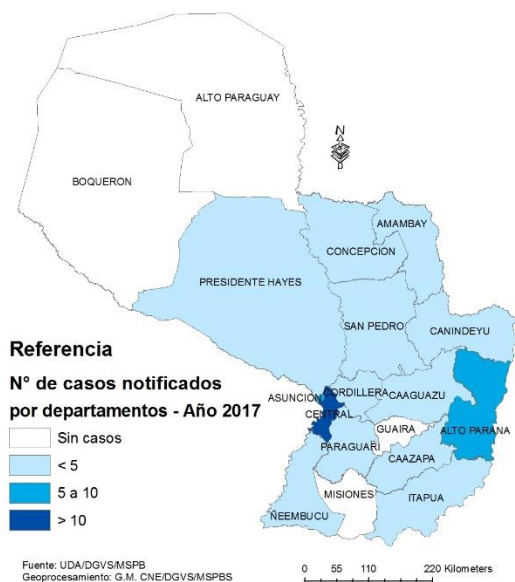 ALTO PARAGUAY
N
BOQUERON
AMAMBAY
CONCEPCION
PRESIDENTE HAYES
SAN PEDRO
CANINDEYU
Referencia
N° de casos notificados
por departamentos - Año 2017
Sin casos
< 5
5 a 10
> 10
ASUNCION
CORDILLERA
CAAGUAZU
CENTRAL
GUAIRA
ALTO PARANA
PARAGUARI
CAAZAPA
MISIONES
ITAPUA
ÑEEMBUCU
Fuente: UDA/DGVS/MSPB
Geoprocesamiento: G.M. CNE/DGVS/MSPBS
0 55 110 220 Kilometers